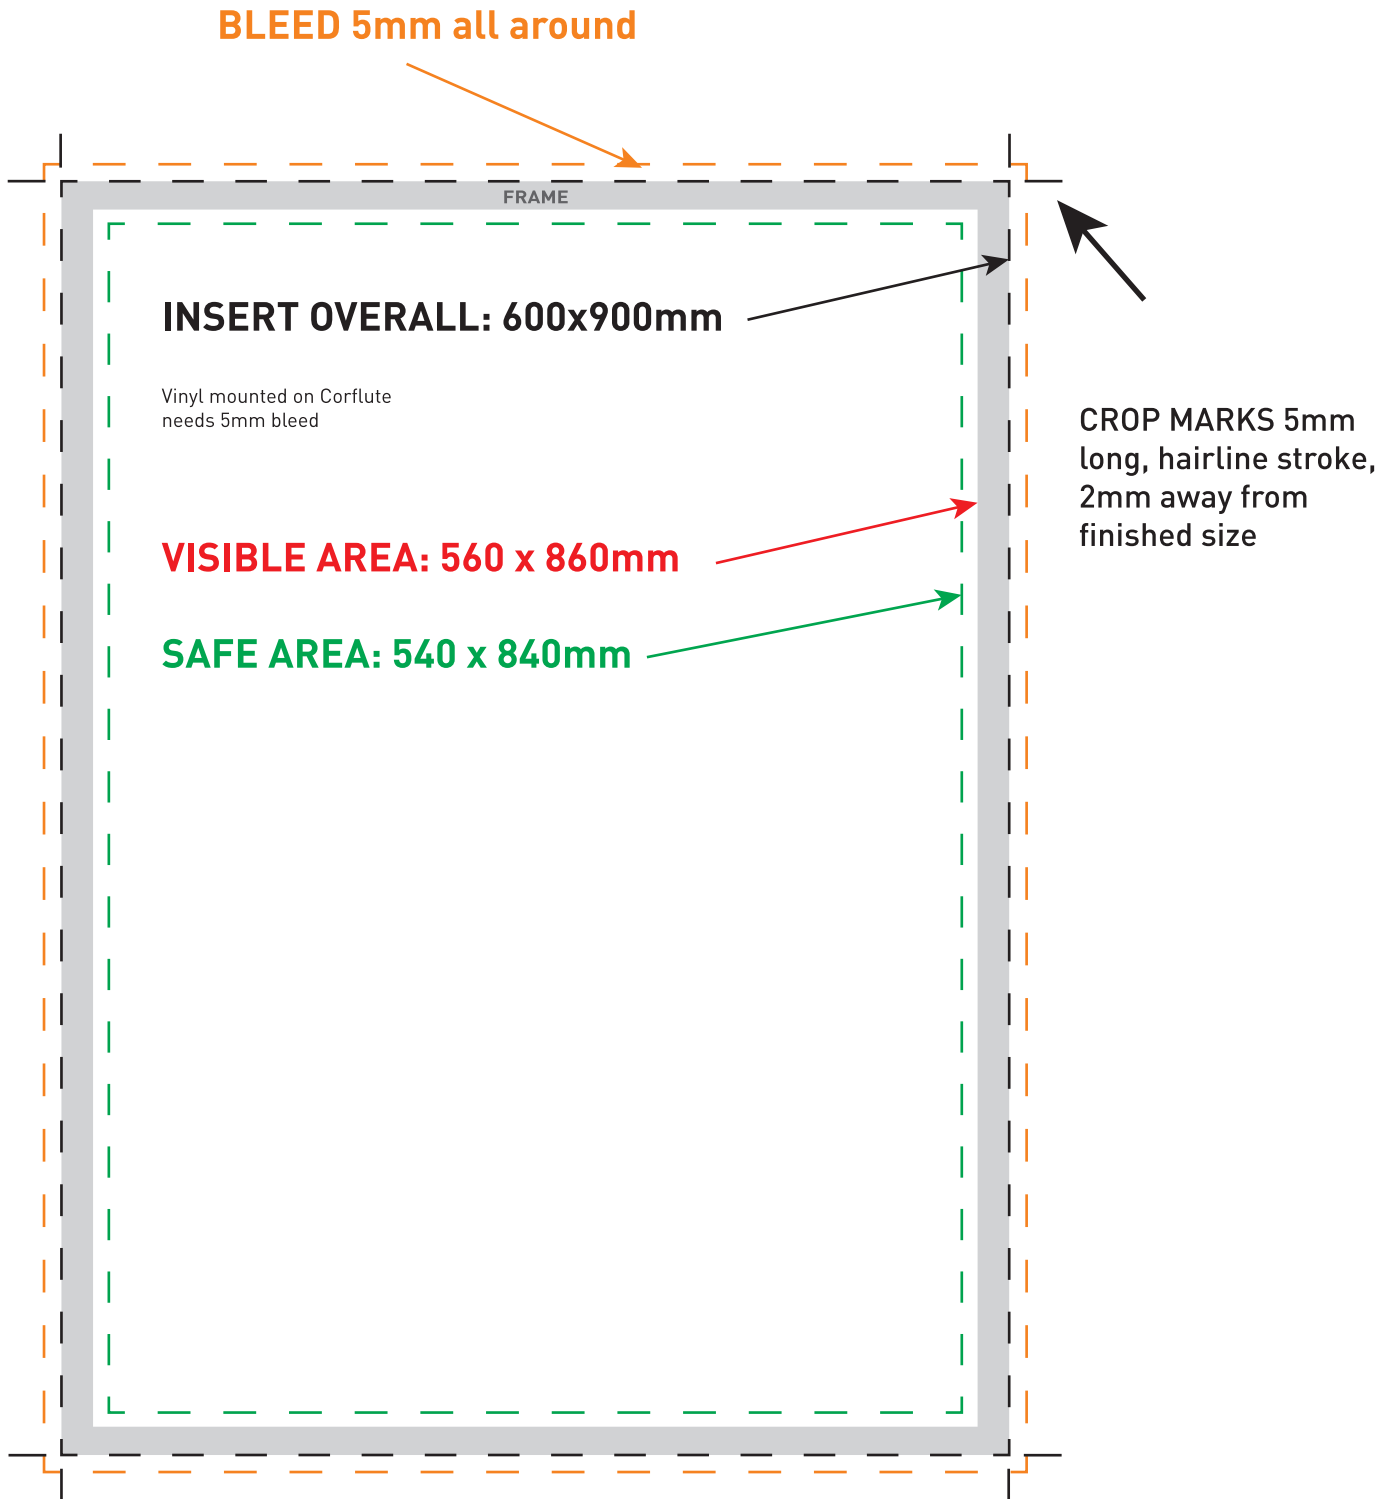 BLEED 5mm all around
FRAME
INSERT OVERALL: 600x900mm
Vinyl mounted on Corflute
needs 5mm bleed
CROP MARKS 5mm
long, hairline stroke,
2mm away from
finished size
VISIBLE AREA: 560 x 860mm
SAFE AREA: 540 x 840mm